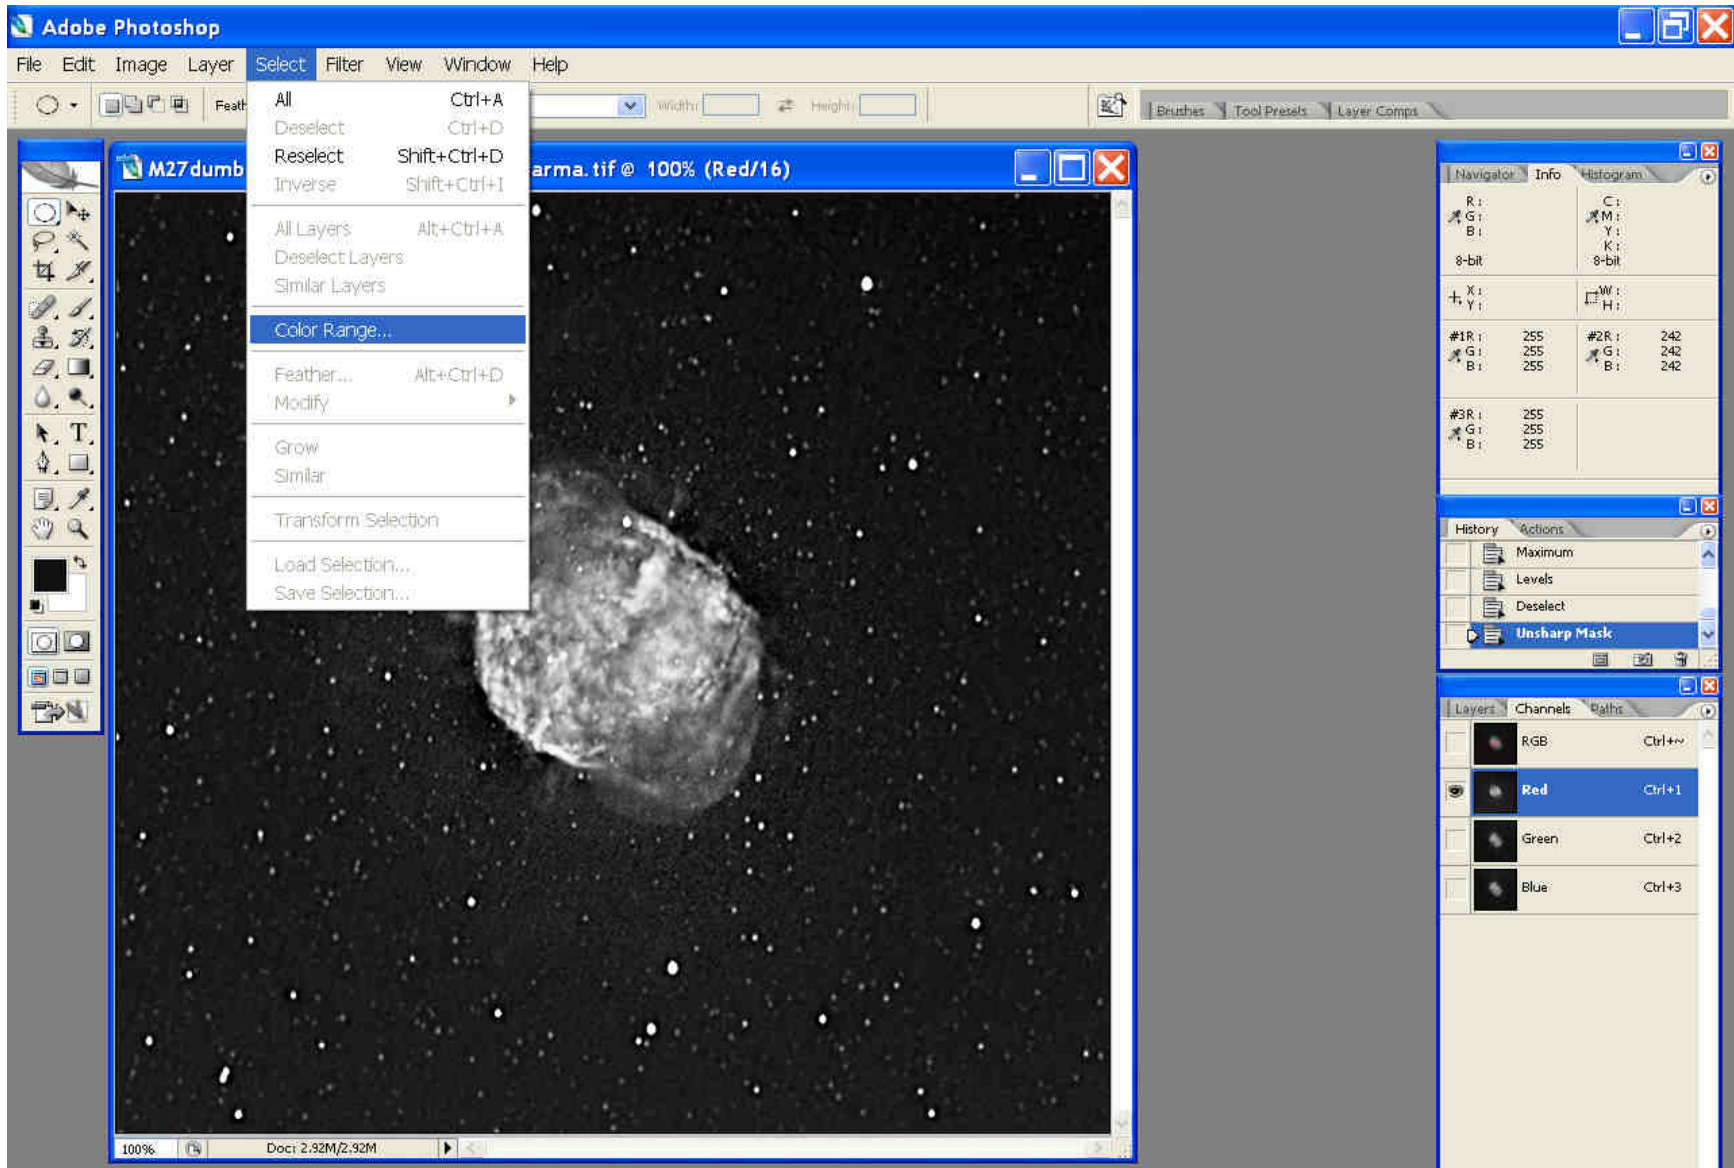 Adobe Photoshop
File Edit Image Layer Select Filter View Window Help
Feath Width: Height: Brushes Tool Presets Layer Comps
All Ctrl+A
Deselect Ctrl+D
Reselect Shift+Ctrl+D
Inverse Shift+Ctrl+I
All Layers Alt+Ctrl+A
Deselect Layers
Similar Layers
Color Range...
Feather... Alt+Ctrl+D
Modify
Grow
Similar
Transform Selection
Load Selection...
Save Selection...
M27dumb arma.tif @ 100% (Red/16)
100% Doc: 2.92M/2.92M
Navigator Info Histogram
R: C:
G: M:
B: Y:
K:
8-bit 8-bit
X: W:
Y: H:
#1R: 255 #2R: 242
G: 255 G: 242
B: 255 B: 242
#3R: 255
G: 255
B: 255
History Actions
Maximum
Levels
Deselect
Unsharp Mask
Layers Channels Paths
RGB Ctrl+~
Red Ctrl+1
Green Ctrl+2
Blue Ctrl+3